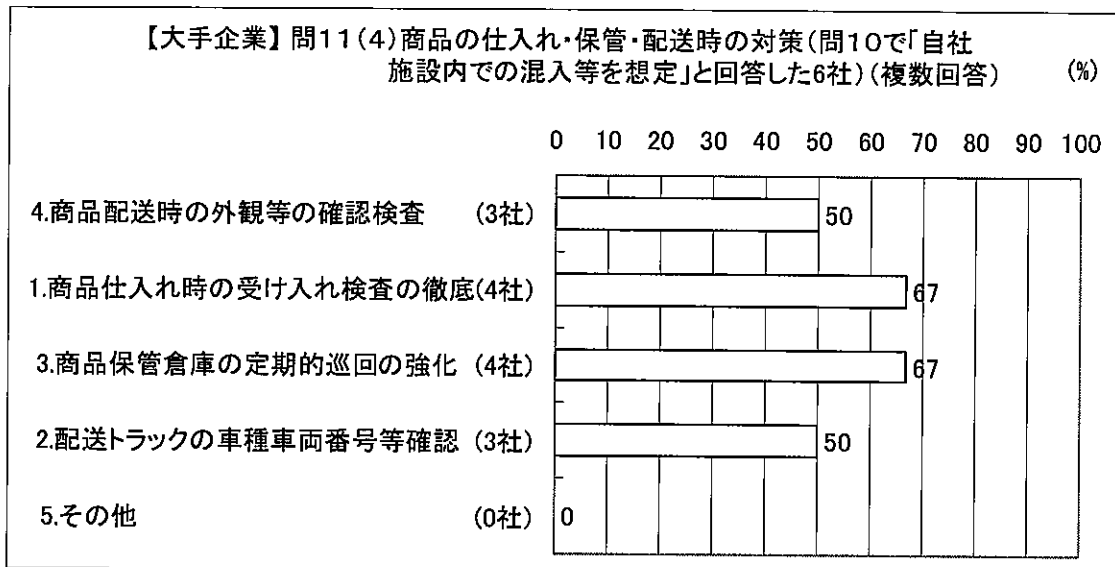 【大手企業】問11(4)商品の仕入れ・保管・配送時の対策(問10で「自社
施設内での混入等を想定」と回答した6社)(複数回答) (%)
0 10 20 30 40 50 60 70 80 90 100
4.商品配送時の外観等の確認検査 (3社) 50
1.商品仕入れ時の受け入れ検査の徹底(4社) 67
3.商品保管倉庫の定期的巡回の強化 (4社) 67
2.配送トラックの車種車両番号等確認 (3社) 50
5.その他 (0社) 0